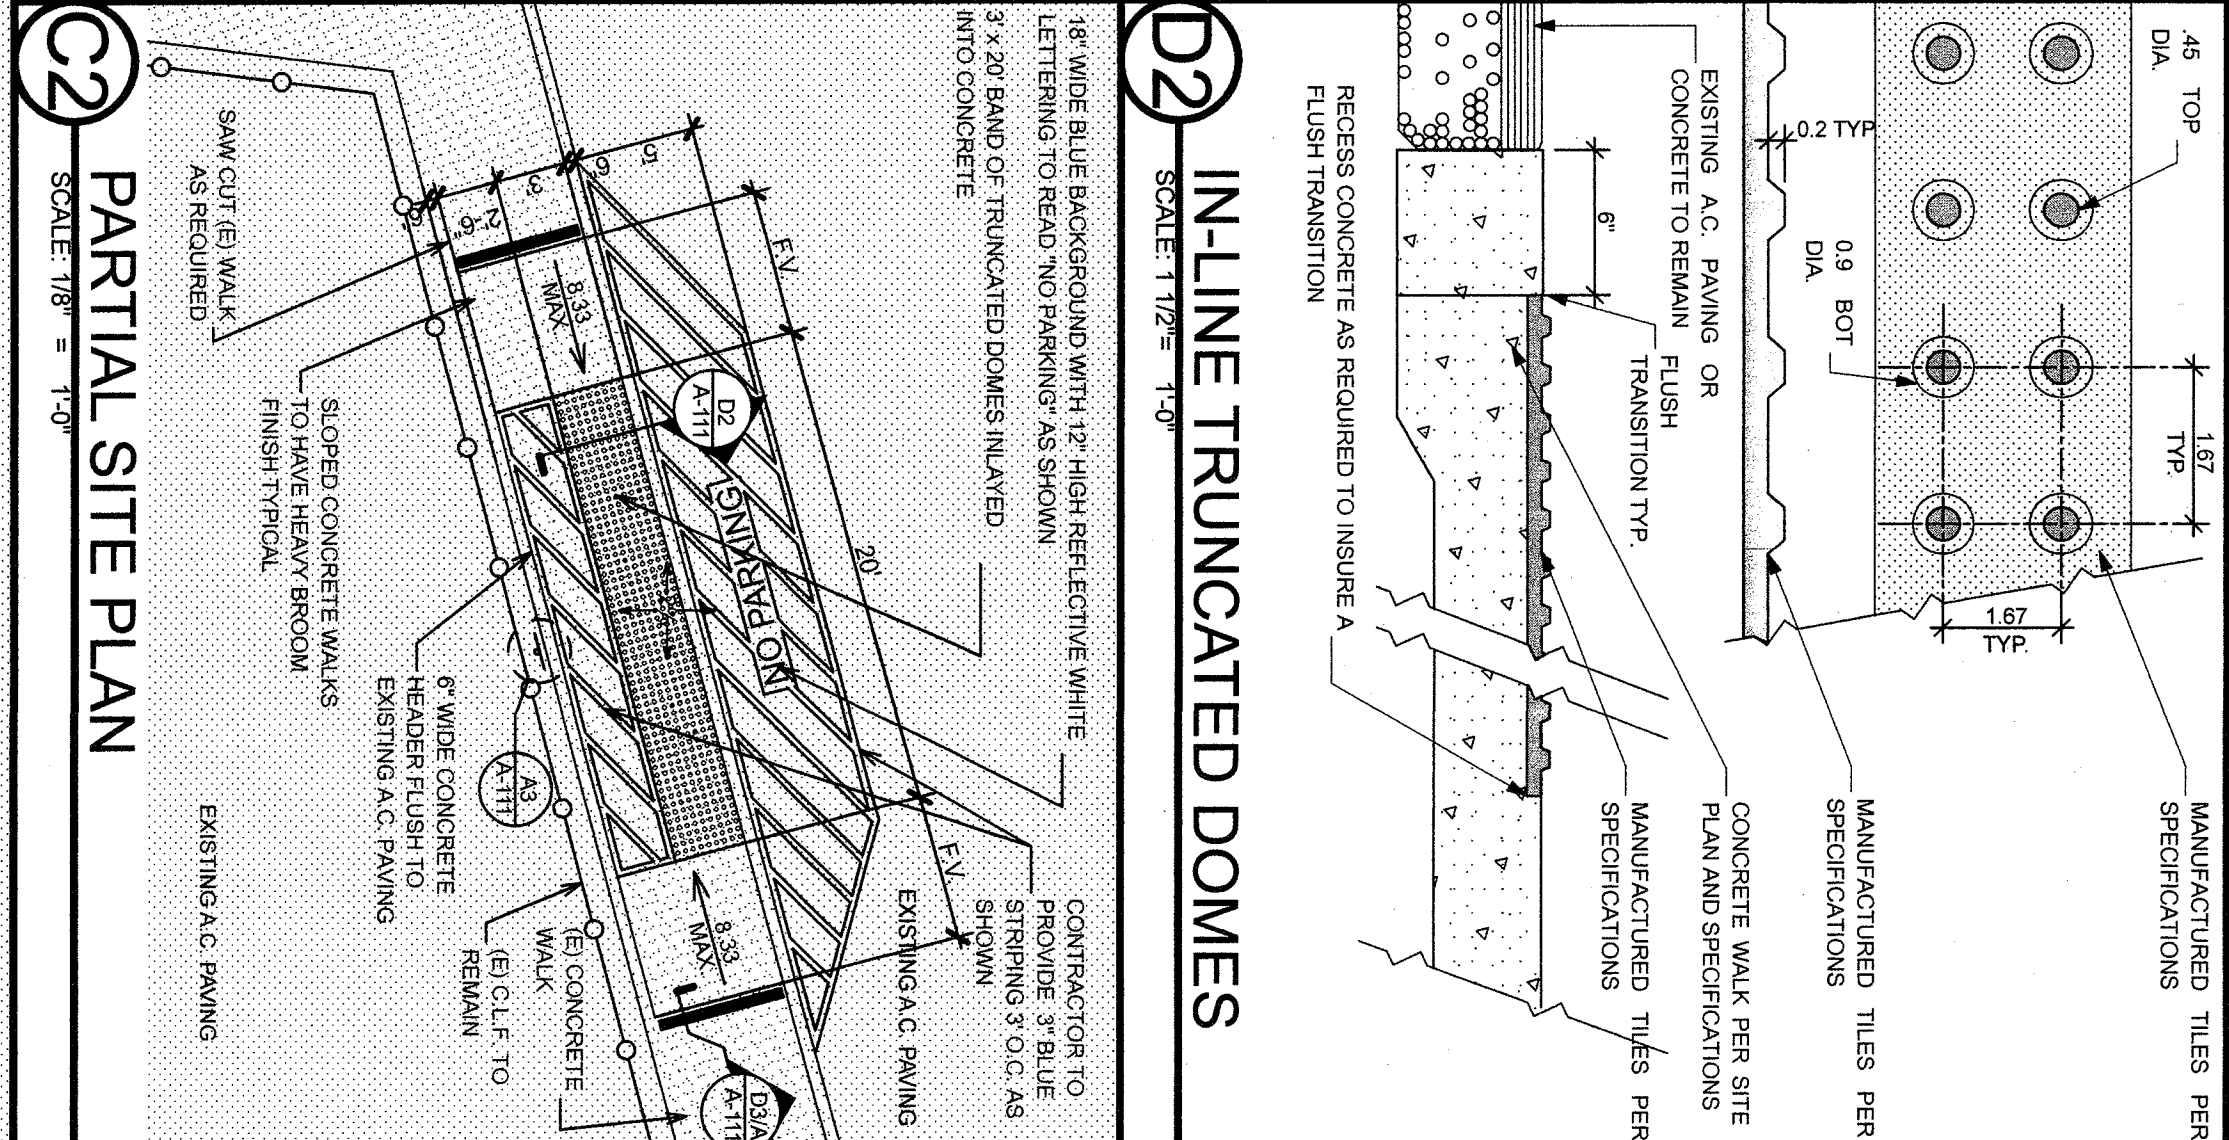 .45 TOP
DIA.
0.2 TYP
0.9 BOT
DIA.
1.67
TYP.
1.67
TYP.
MANUFACTURED TILES PER
SPECIFICATIONS
MANUFACTURED TILES PER
SPECIFICATIONS
EXISTING A.C. PAVING OR
CONCRETE TO REMAIN
6"
FLUSH
TRANSITION TYP.
CONCRETE WALK PER SITE
PLAN AND SPECIFICATIONS
MANUFACTURED TILES PER
SPECIFICATIONS
RECESS CONCRETE AS REQUIRED TO INSURE A
FLUSH TRANSITION
D2
IN-LINE TRUNCATED DOMES
SCALE: 1 1/2"= 1'-0"
18" WIDE BLUE BACKGROUND WITH 12" HIGH REFLECTIVE WHITE
LETTERING TO READ "NO PARKING" AS SHOWN
3' x 20' BAND OF TRUNCATED DOMES INLAYED
INTO CONCRETE
CONTRACTOR TO
PROVIDE 3" BLUE
STRIPING 3' O.C. AS
SHOWN
EXISTING A.C. PAVING
5'
6"
3'
2'-6"
6"
F.V.
20'
F.V.
8.33
MAX
8.33
MAX
D2
A-111
NO PARKING
A3
A-111
D3/A
A-111
SAW CUT (E) WALK
AS REQUIRED
SLOPED CONCRETE WALKS
TO HAVE HEAVY BROOM
FINISH TYPICAL
6" WIDE CONCRETE
HEADER FLUSH TO
EXISTING A.C. PAVING
(E) CONCRETE
WALK
(E) C.L.F. TO
REMAIN
EXISTING A.C. PAVING
C2
PARTIAL SITE PLAN
SCALE: 1/8" = 1'-0"